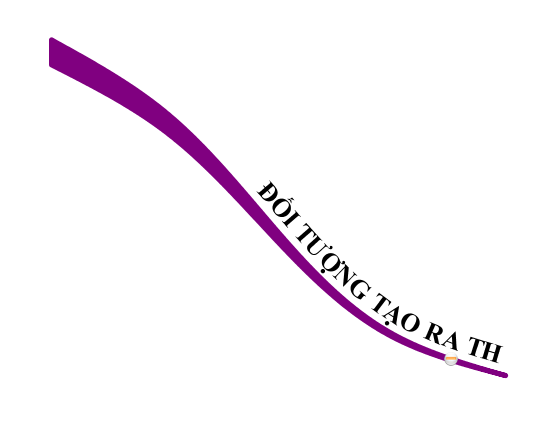 ĐỐI TƯỢNG TẠO RA TH